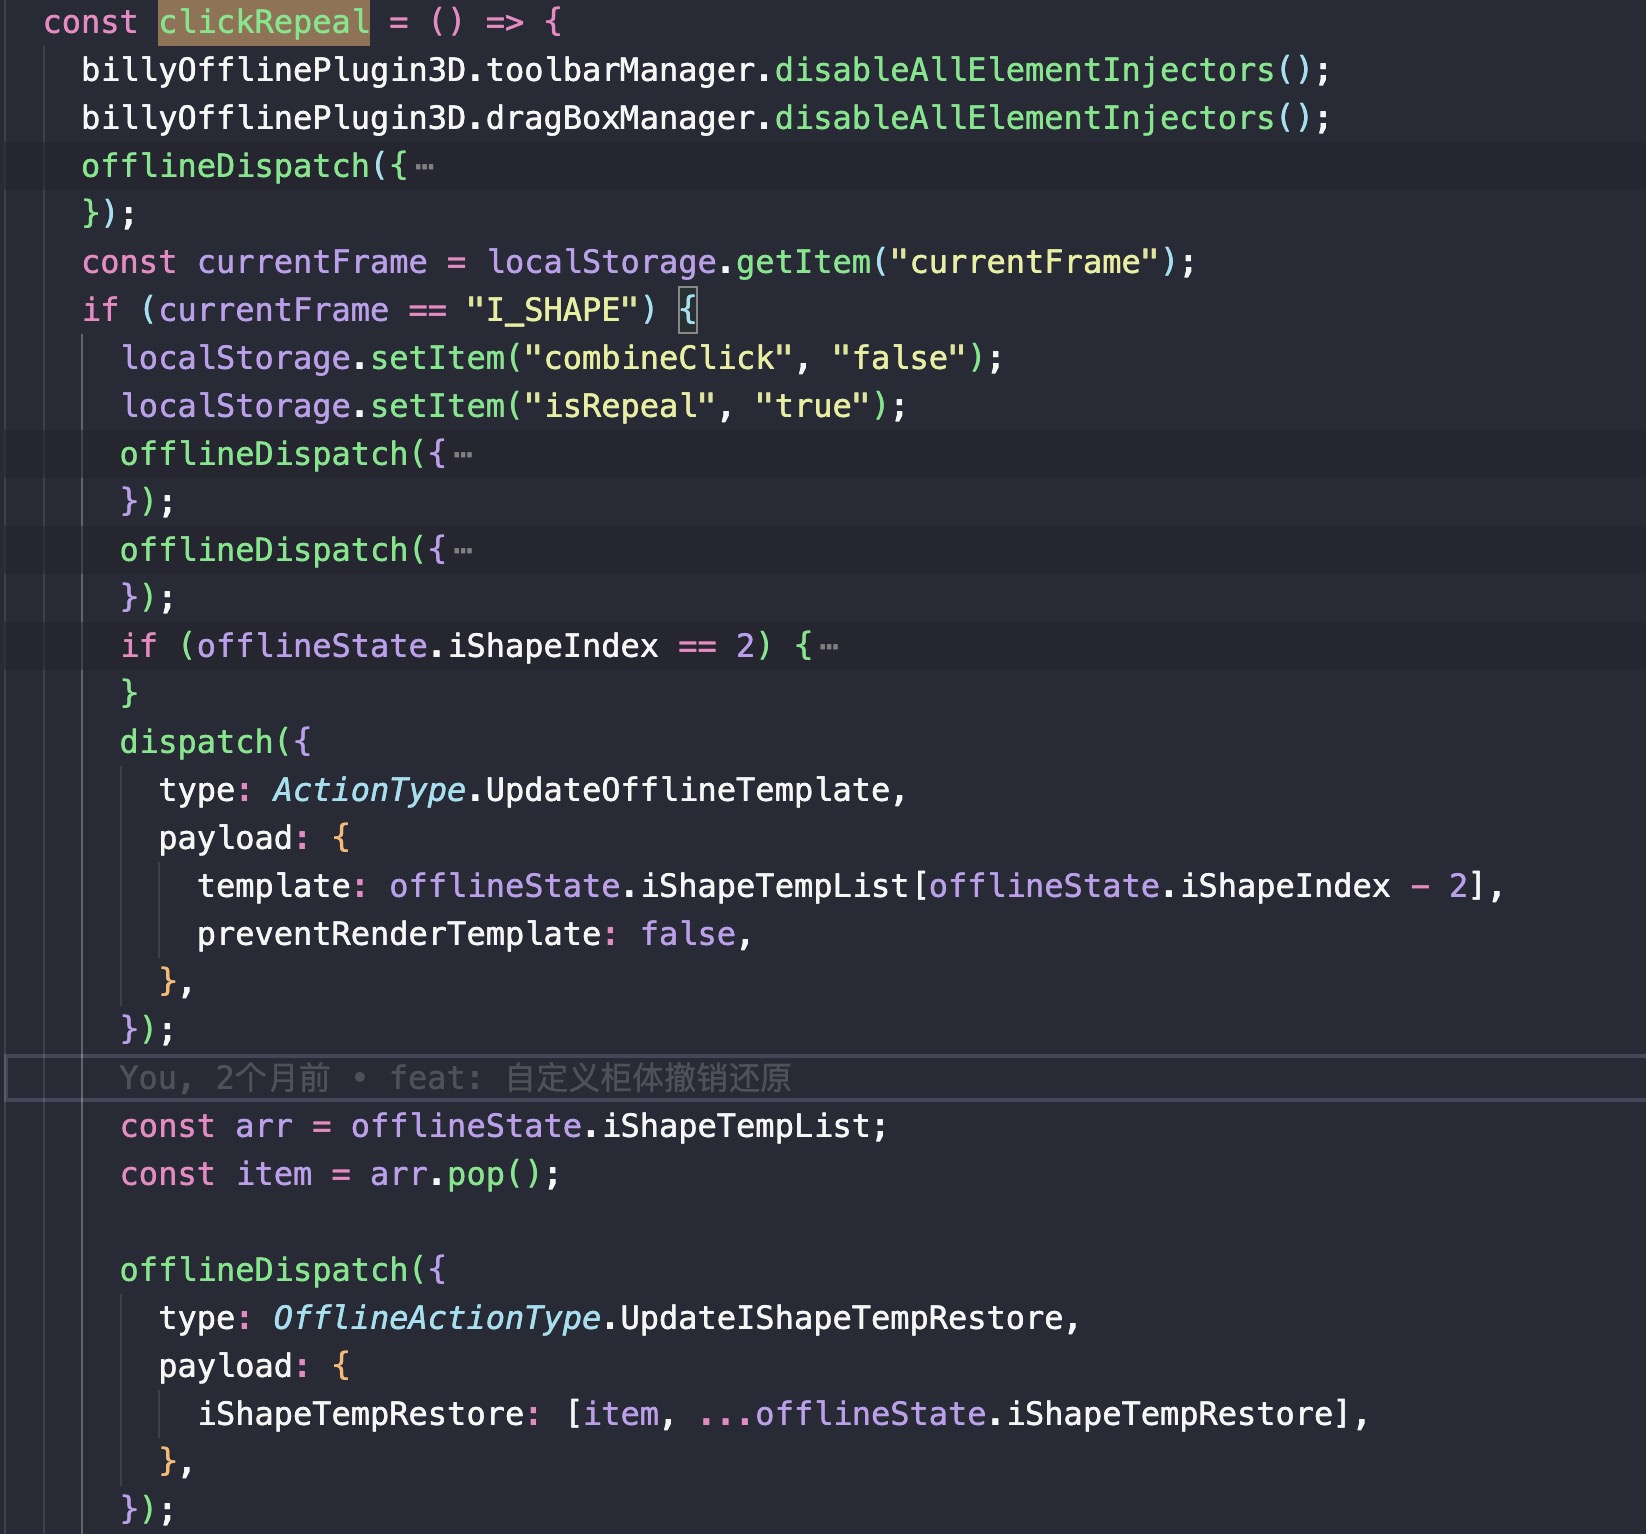 const clickRepeal = () => {
billyOfflinePlugin3D.toolbarManager.disableAllElementInjectors();
billyOfflinePlugin3D.dragBoxManager.disableAllElementInjectors();
offlineDispatch({ ⋯
});
const currentFrame = localStorage.getItem("currentFrame");
if (currentFrame == "I_SHAPE") {
localStorage.setItem("combineClick", "false");
localStorage.setItem("isRepeal", "true");
offlineDispatch({ ⋯
});
offlineDispatch({ ⋯
});
if (offlineState.iShapeIndex == 2) { ⋯
}
dispatch({
type: ActionType.UpdateOfflineTemplate,
payload: {
template: offlineState.iShapeTempList[offlineState.iShapeIndex - 2],
preventRenderTemplate: false,
},
});
You, 2个月前 • feat: 自定义柜体撤销还原
const arr = offlineState.iShapeTempList;
const item = arr.pop();
offlineDispatch({
type: OfflineActionType.UpdateIShapeTempRestore,
payload: {
iShapeTempRestore: [item, ...offlineState.iShapeTempRestore],
},
});